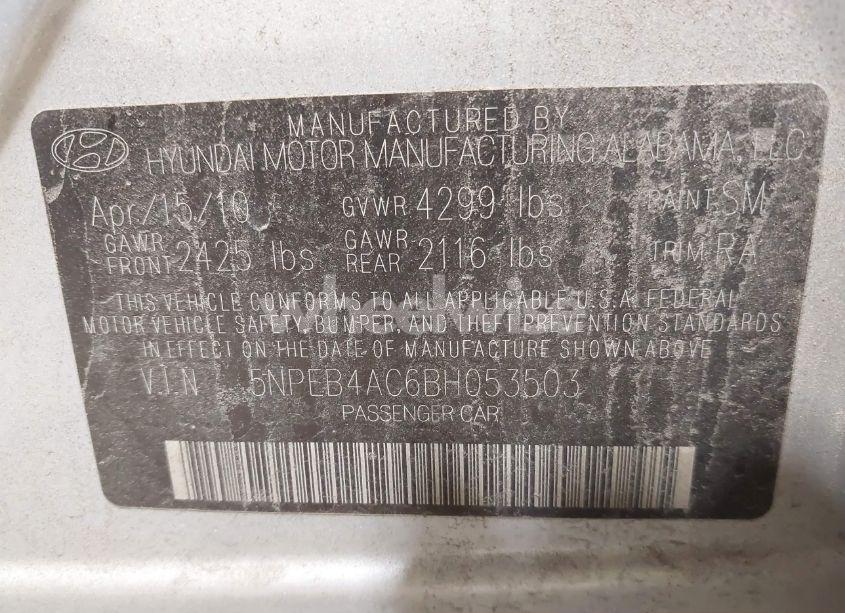 MANUFACTURED BY
HYUNDAI MOTOR MANUFACTURING ALABAMA, LLC
Apr/15/10 GVWR 4299 lbs PAINT SM
GAWR FRONT 2425 lbs GAWR REAR 2116 lbs TRIM RA
THIS VEHICLE CONFORMS TO ALL APPLICABLE U.S.A. FEDERAL
MOTOR VEHICLE SAFETY, BUMPER, AND THEFT PREVENTION STANDARDS
IN EFFECT ON THE DATE OF MANUFACTURE SHOWN ABOVE
V.I.N 5NPEB4AC6BH053503
PASSENGER CAR